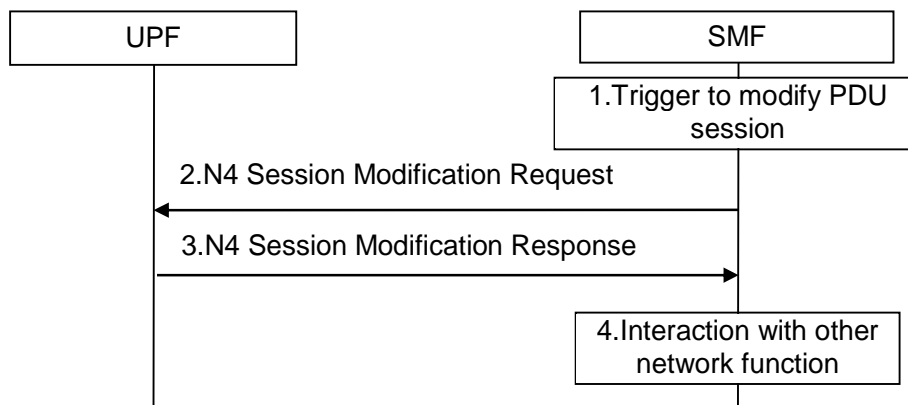 UPF
SMF
1.Trigger to modify PDU
session
2.N4 Session Modification Request
3.N4 Session Modification Response
4.Interaction with other
network function